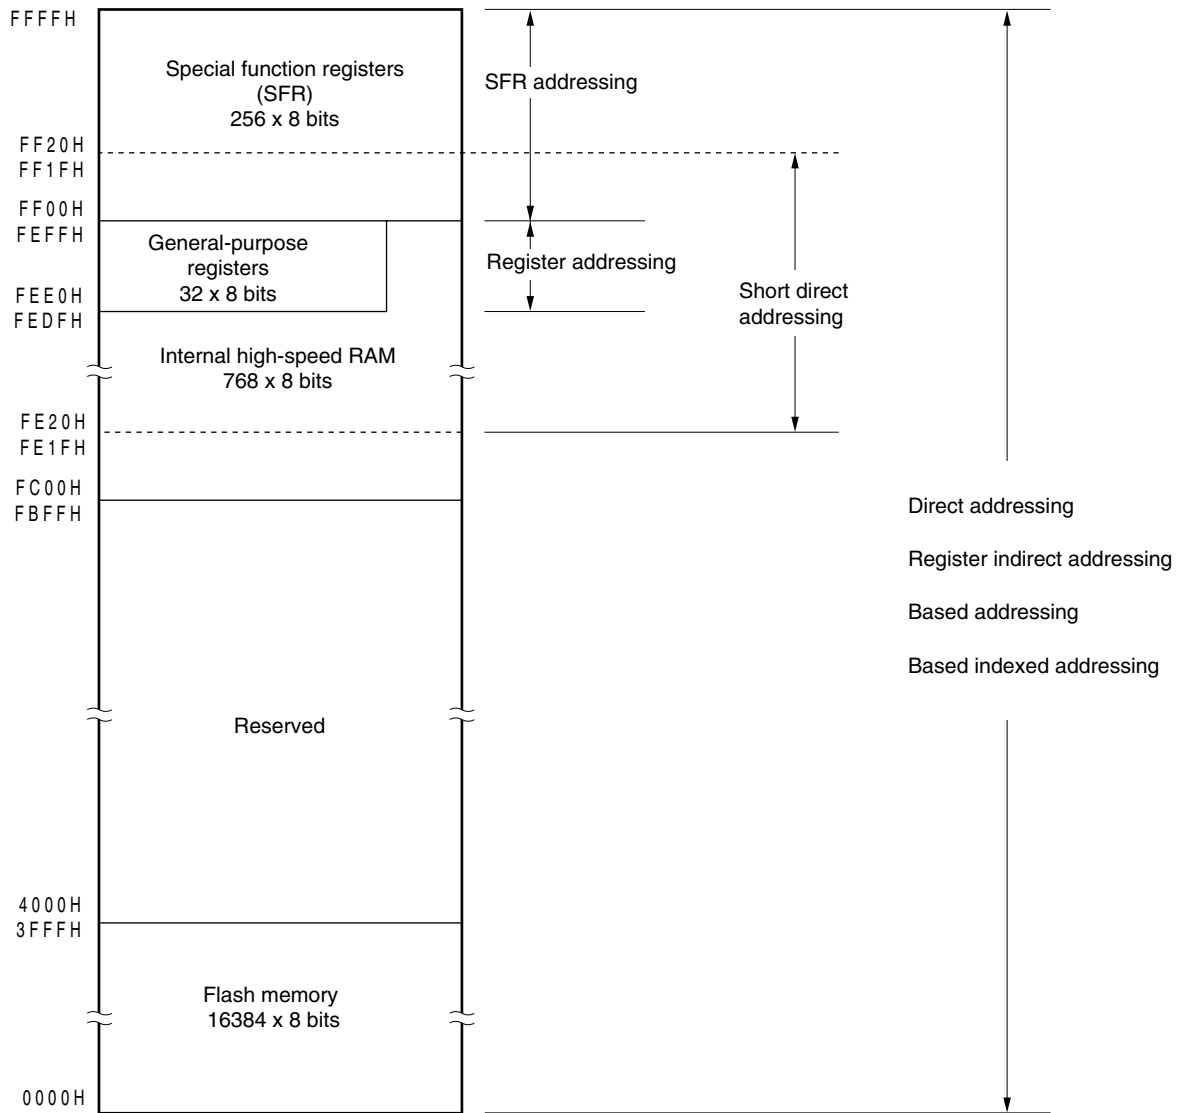 FFFFH
Special function registers
(SFR)
256 x 8 bits
SFR addressing
FF20H
FF1FH
FF00H
FEFFH
General-purpose
registers
32 x 8 bits
Register addressing
Short direct
addressing
FEE0H
FEDFH
Internal high-speed RAM
768 x 8 bits
FE20H
FE1FH
FC00H
FBFFH
Direct addressing
Register indirect addressing
Based addressing
Based indexed addressing
Reserved
4000H
3FFFH
Flash memory
16384 x 8 bits
0000H